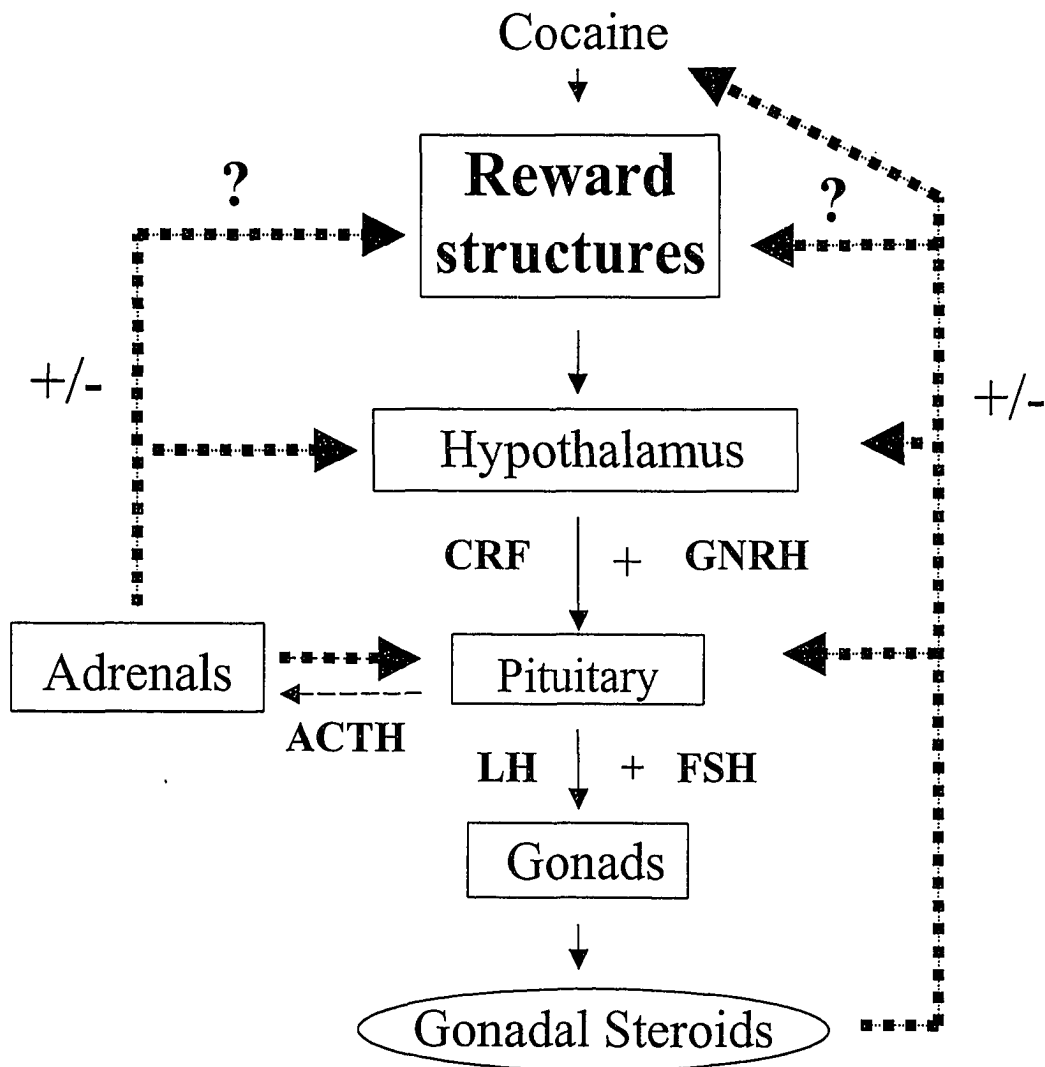 Cocaine
Reward
structures
?
?
+/-
+/-
Hypothalamus
CRF + GNRH
Adrenals
Pituitary
ACTH
LH + FSH
Gonads
Gonadal Steroids